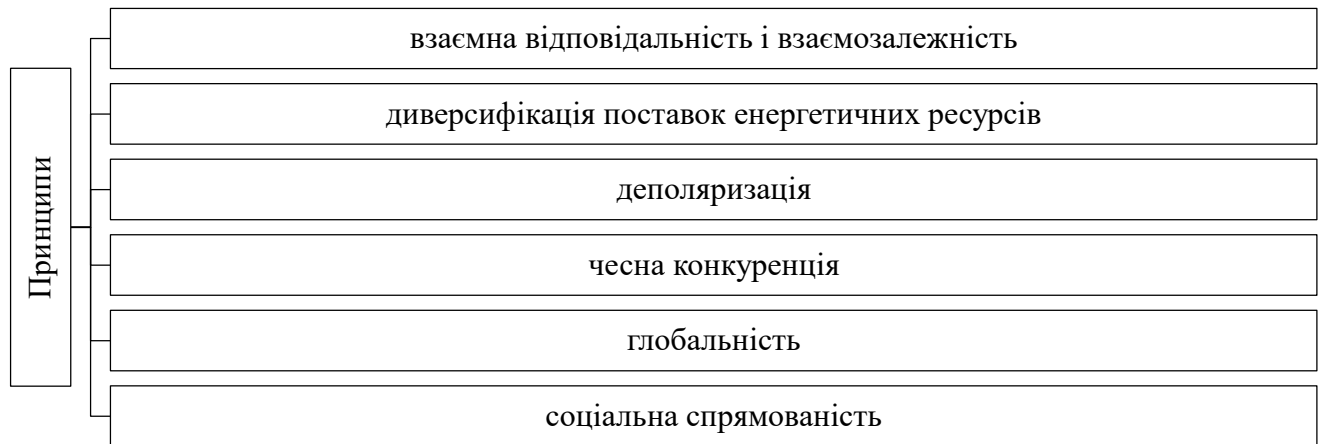 Принципи
взаємна відповідальність і взаємозалежність
диверсифікація поставок енергетичних ресурсів
деполяризація
чесна конкуренція
глобальність
соціальна спрямованість